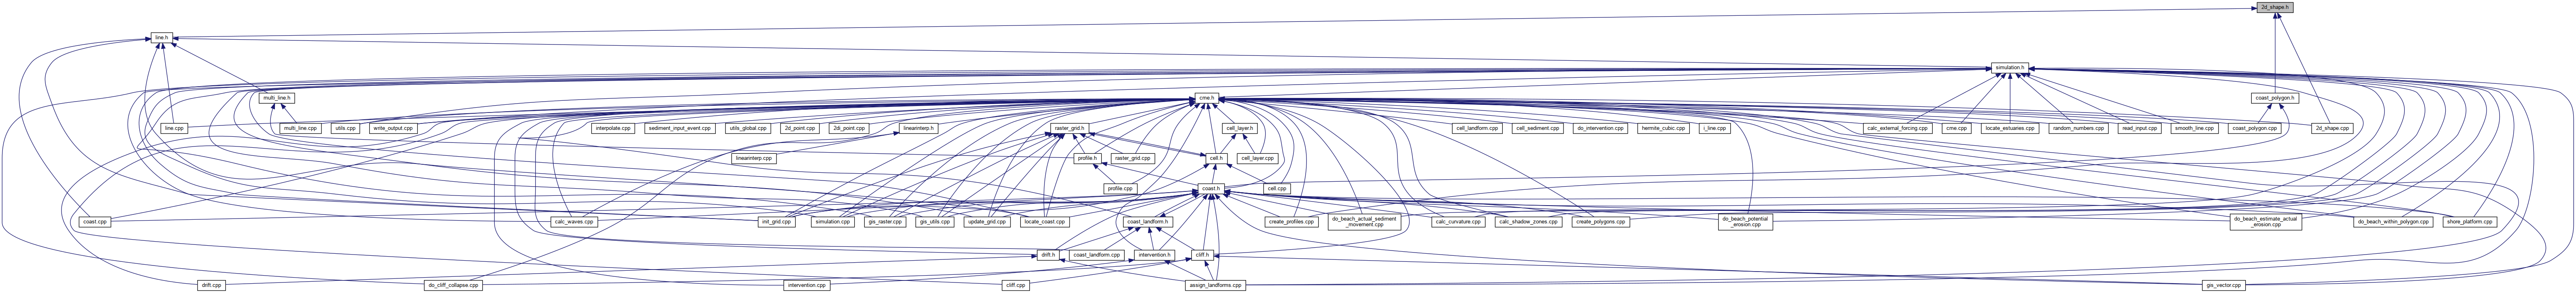 2d_shape.h
line.h
simulation.h
multi_line.h
cme.h
coast_polygon.h
line.cpp
multi_line.cpp
utils.cpp
write_output.cpp
interpolate.cpp
sediment_input_event.cpp
utils_global.cpp
2d_point.cpp
2di_point.cpp
linearinterp.h
raster_grid.h
cell_layer.h
cell_landform.cpp
cell_sediment.cpp
do_intervention.cpp
hermite_cubic.cpp
i_line.cpp
calc_external_forcing.cpp
cme.cpp
locate_estuaries.cpp
random_numbers.cpp
read_input.cpp
smooth_line.cpp
coast_polygon.cpp
2d_shape.cpp
linearinterp.cpp
profile.h
raster_grid.cpp
cell.h
cell_layer.cpp
profile.cpp
coast.h
cell.cpp
coast.cpp
calc_waves.cpp
init_grid.cpp
simulation.cpp
gis_raster.cpp
gis_utils.cpp
update_grid.cpp
locate_coast.cpp
coast_landform.h
create_profiles.cpp
do_beach_actual_sediment
_movement.cpp
calc_curvature.cpp
calc_shadow_zones.cpp
create_polygons.cpp
do_beach_potential
_erosion.cpp
do_beach_estimate_actual
_erosion.cpp
do_beach_within_polygon.cpp
shore_platform.cpp
drift.h
coast_landform.cpp
intervention.h
cliff.h
drift.cpp
do_cliff_collapse.cpp
intervention.cpp
cliff.cpp
assign_landforms.cpp
gis_vector.cpp